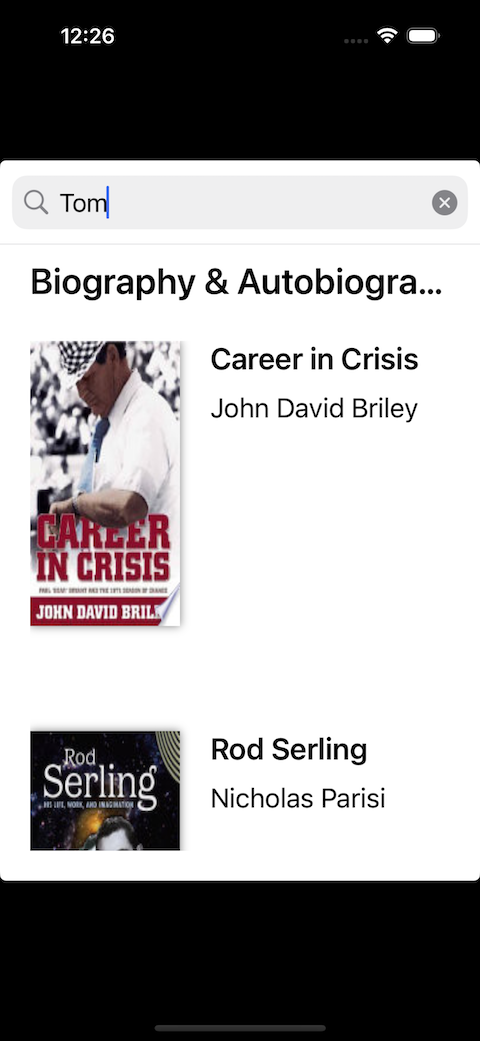 12:26
Tom
Biography & Autobiogra...
Career in Crisis
John David Briley
CAREER
IN CRISIS
PAUL "BEAR" BRYANT AND THE 1971 SEASON OF CHANGE
JOHN DAVID BRIL
Rod Serling
Nicholas Parisi
Rod
Serling
HIS LIFE, WORK, AND IMAGINATION